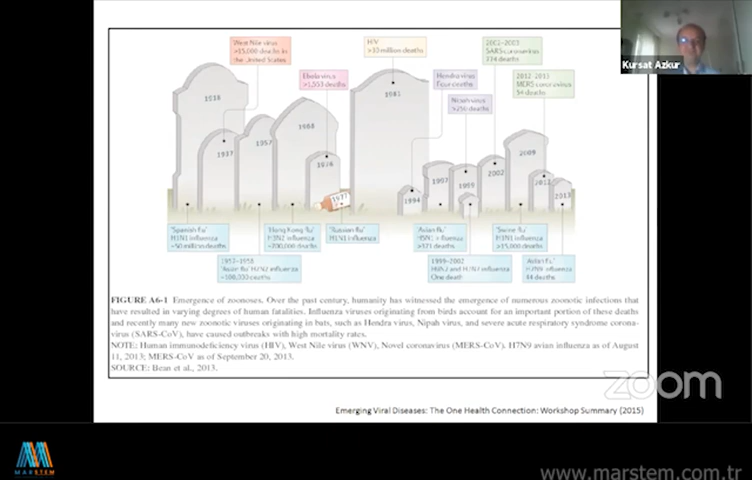 Kursat Azkur
West Nile virus
>15,000 deaths in
the United States
HIV
>10 million deaths
2002–2003
SARS coronavirus
774 deaths
Ebola virus
>1,553 deaths
Hendra virus
Four deaths
2012–2013
MERS coronavirus
54 deaths
Nipah virus
>256 deaths
1918
1937
1957
1968
1976
1977
1981
1994
1997
1999
2002
2009
2012
2013
'Spanish flu'
H1N1 influenza
~50 million deaths
'Hong Kong flu'
H3N2 influenza
'Russian flu'
H1N1 influenza
'Avian flu'
H5N1 influenza
'Swine flu'
H1N1 influenza
1957–1958
'Asian flu' H2N2 influenza
1999–2002
H9N2 and H7N7 influenza
One death
'Avian flu'
H7N9 influenza
44 deaths
FIGURE A6-1 Emergence of zoonoses. Over the past century, humanity has witnessed the emergence of numerous zoonotic infections that
have resulted in varying degrees of human fatalities. Influenza viruses originating from birds account for an important portion of these deaths
and recently many new zoonotic viruses originating in bats, such as Hendra virus, Nipah virus, and severe acute respiratory syndrome corona-
virus (SARS-CoV), have caused outbreaks with high mortality rates.
NOTE: Human immunodeficiency virus (HIV), West Nile virus (WNV), Novel coronavirus (MERS-CoV). H7N9 avian influenza as of August
11, 2013; MERS-CoV as of September 20, 2013.
SOURCE: Bean et al., 2013.
zoom
Emerging Viral Diseases: The One Health Connection: Workshop Summary (2015)
MARSTEM
www.marstem.com.tr